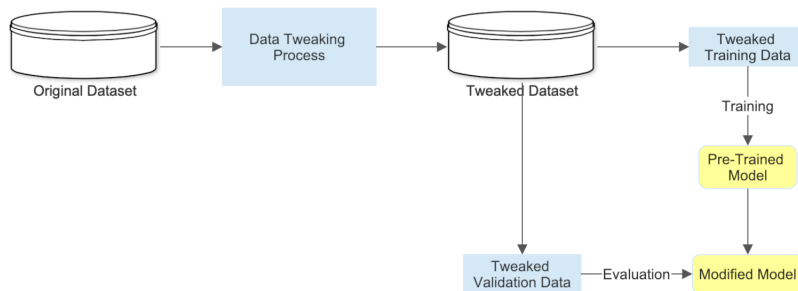 Data Tweaking
Process
Tweaked
Training Data
Original Dataset
Tweaked Dataset
Training
Pre-Trained
Model
Tweaked
Validation Data
Evaluation
Modified Model